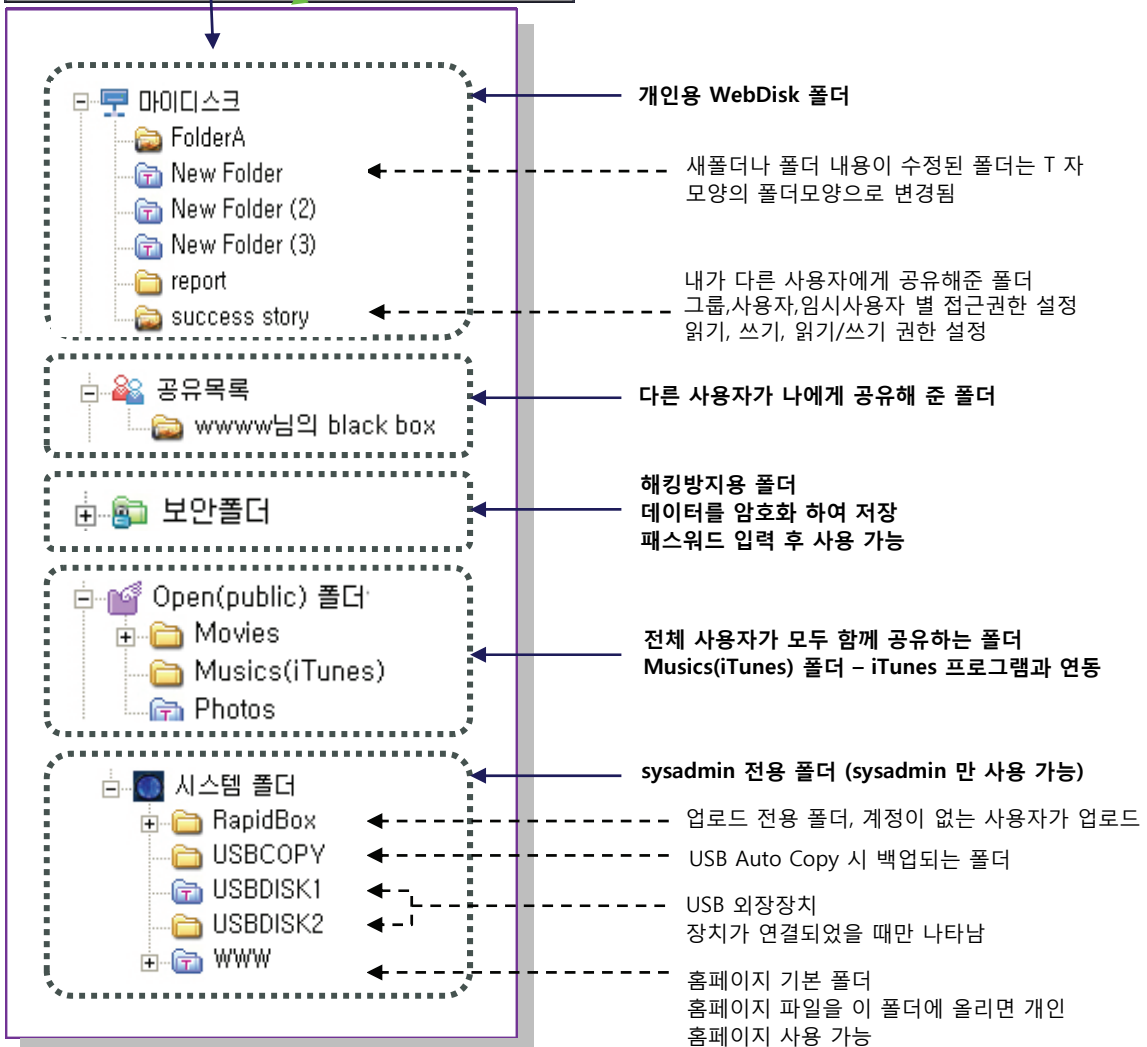 마이디스크
개인용 WebDisk 폴더
FolderA
New Folder
새폴더나 폴더 내용이 수정된 폴더는 T 자
모양의 폴더모양으로 변경됨
New Folder (2)
New Folder (3)
report
success story
내가 다른 사용자에게 공유해준 폴더
그룹,사용자,임시사용자 별 접근권한 설정
읽기, 쓰기, 읽기/쓰기 권한 설정
공유목록
wwww님의 black box
다른 사용자가 나에게 공유해 준 폴더
보안폴더
해킹방지용 폴더
데이터를 암호화 하여 저장
패스워드 입력 후 사용 가능
Open(public) 폴더
Movies
Musics(iTunes)
Photos
전체 사용자가 모두 함께 공유하는 폴더
Musics(iTunes) 폴더 – iTunes 프로그램과 연동
시스템 폴더
sysadmin 전용 폴더 (sysadmin 만 사용 가능)
RapidBox
업로드 전용 폴더, 계정이 없는 사용자가 업로드
USBCOPY
USB Auto Copy 시 백업되는 폴더
USBDISK1
USBDISK2
USB 외장장치
장치가 연결되었을 때만 나타남
WWW
홈페이지 기본 폴더
홈페이지 파일을 이 폴더에 올리면 개인
홈페이지 사용 가능